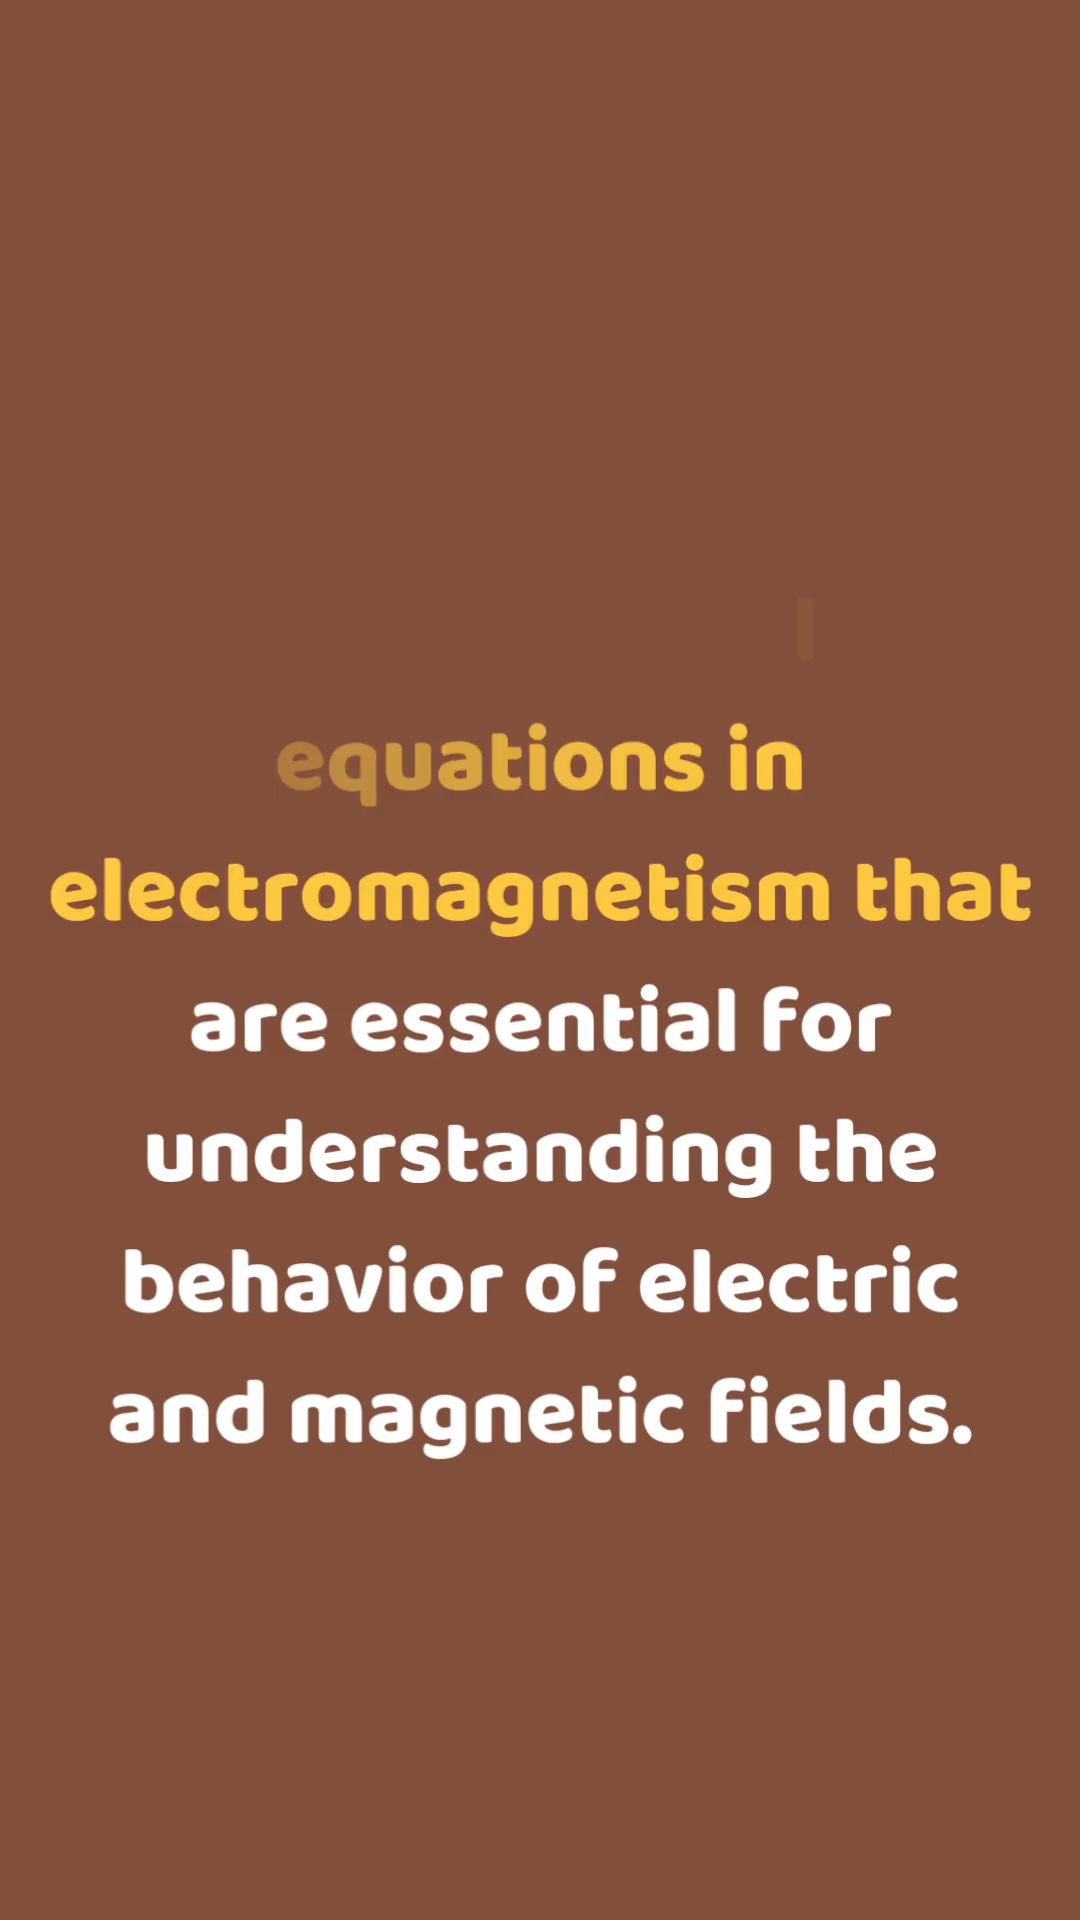 equations in
electromagnetism that
are essential for
understanding the
behavior of electric
and magnetic fields.